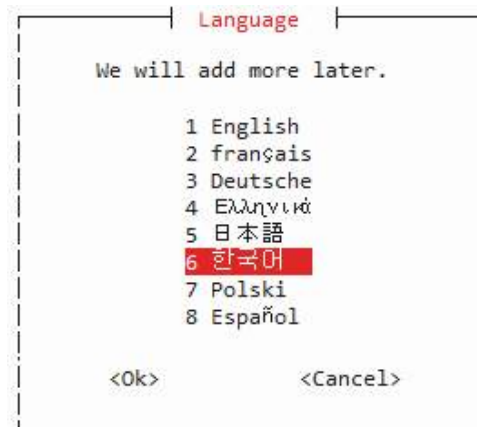 Language
We will add more later.
1 English
2 français
3 Deutsche
4 Ελληνικά
5 日本語
6 한국어
7 Polski
8 Español
<Ok> <Cancel>